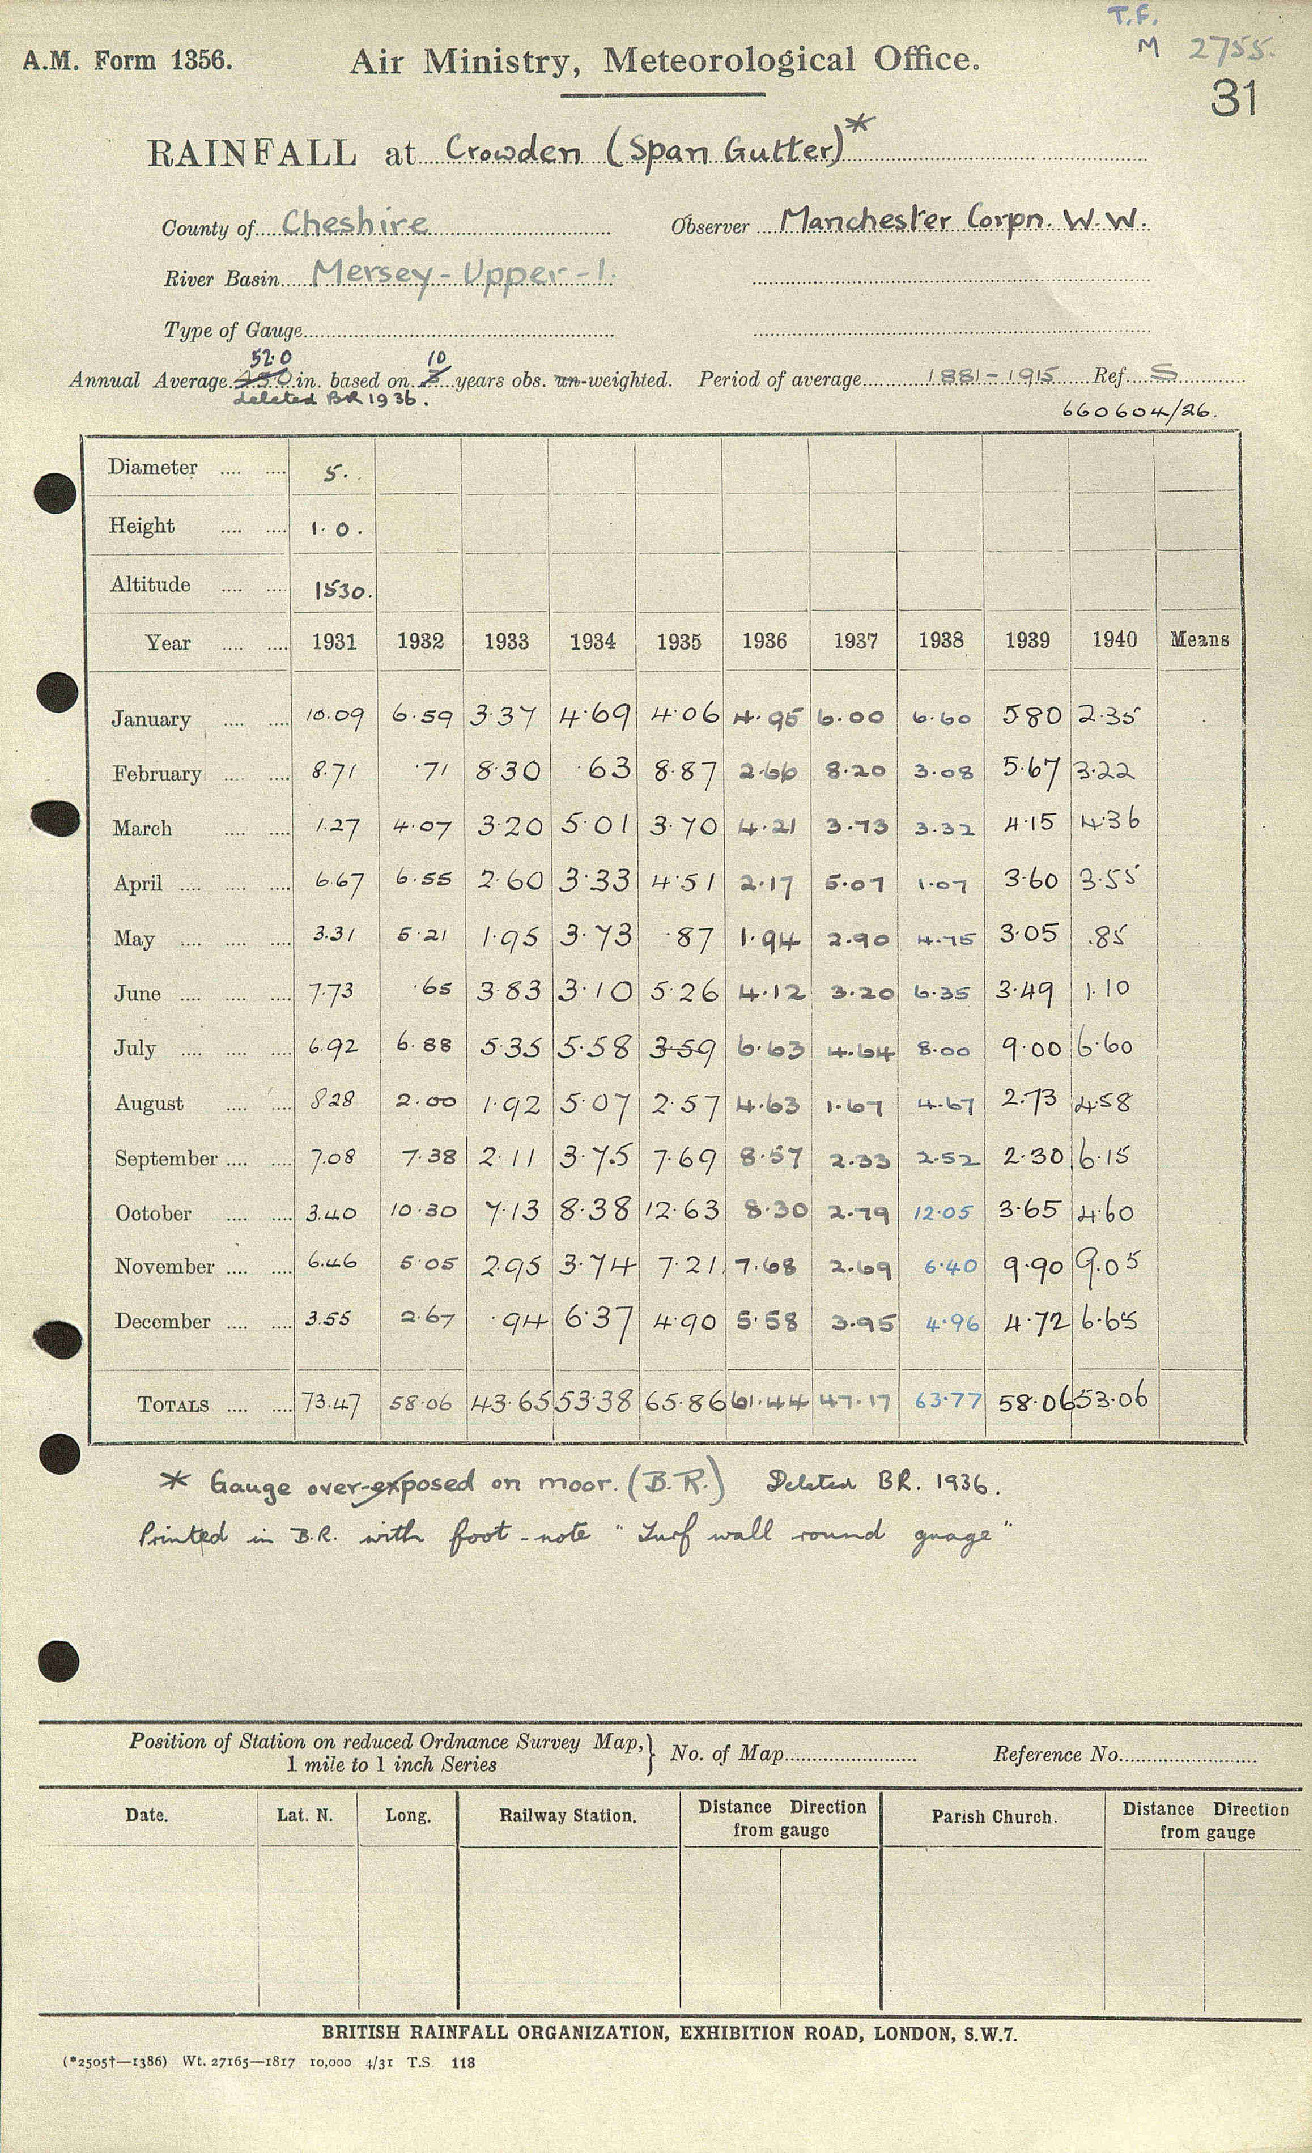 T.F.
A.M. Form 1356. Air Ministry, Meteorological Office. M 2755.
31
RAINFALL at Crowden (Span Gutter)*
County of Cheshire Observer Manchester Corpn. W.W.
River Basin Mersey-Upper-1.
Type of Gauge
52.0 10
Annual Average in. based on years obs. un-weighted. Period of average 1881-1915 Ref. S
deleted BR 1936. 660604/26.
Diameter .... .... 5.
Height .... .... 1.0.
Altitude .... .... 1530.
Year .... .... 1931 1932 1933 1934 1935 1936 1937 1938 1939 1940 Means
January .... .... 10.09 6.59 3.37 4.69 4.06 4.95 6.00 6.60 5.80 2.35
February .... .... 8.71 .71 8.30 .63 8.87 2.66 8.20 3.08 5.67 3.22
March .... .... 1.27 4.07 3.20 5.01 3.70 4.21 3.73 3.32 4.15 4.36
April .... .... .... 6.67 6.55 2.60 3.33 4.51 2.17 5.07 1.07 3.60 3.55
May .... .... .... 3.31 5.21 1.95 3.73 .87 1.94 2.90 4.75 3.05 .85
June .... .... .... 7.73 .65 3.83 3.10 5.26 4.12 3.20 6.35 3.49 1.10
July .... .... .... 6.92 6.88 5.35 5.58 3.59 6.63 4.64 8.00 9.00 6.60
August .... .... 8.28 2.00 1.92 5.07 2.57 4.63 1.67 4.67 2.73 4.58
September .... .... 7.08 7.38 2.11 3.75 7.69 8.57 2.33 2.52 2.30 6.15
October .... .... 3.40 10.30 7.13 8.38 12.63 8.30 2.79 12.05 3.65 4.60
November .... .... 6.46 5.05 2.95 3.74 7.21 7.68 2.69 6.40 9.90 9.05
December .... .... 3.55 2.67 .94 6.37 4.90 5.58 3.95 4.96 4.72 6.65
TOTALS .... .... 73.47 58.06 43.65 53.38 65.86 61.44 47.17 63.77 58.06 53.06
* Gauge over-exposed on moor. (B.R.) Deleted BR. 1936.
Printed in B.R. with foot-note "Turf wall round guage"
Position of Station on reduced Ordnance Survey Map, } No. of Map Reference No.
1 mile to 1 inch Series
Date. Lat. N. Long. Railway Station. Distance Direction from gauge Parish Church. Distance Direction from gauge
BRITISH RAINFALL ORGANIZATION, EXHIBITION ROAD, LONDON, S.W.7.
(*2505†—1386) Wt. 27165—1817 10,000 4/31 T.S. 118